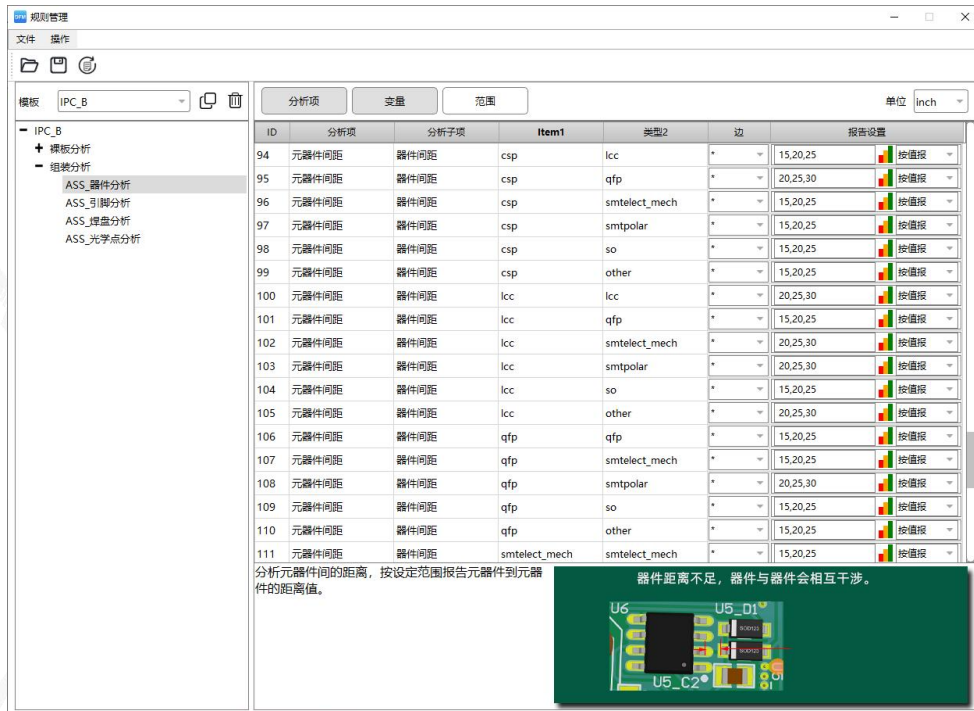 DFM 规则管理
文件 操作
模板 IPC_B 分析项 变量 范围 单位 inch
IPC_B
裸板分析
组装分析
ASS_器件分析
ASS_引脚分析
ASS_焊盘分析
ASS_光学点分析
ID 分析项 分析子项 Item1 类型2 边 报告设置
94 元器件间距 器件间距 csp lcc * 15,20,25 按值报
95 元器件间距 器件间距 csp qfp * 20,25,30 按值报
96 元器件间距 器件间距 csp smtelect_mech * 15,20,25 按值报
97 元器件间距 器件间距 csp smtpolar * 15,20,25 按值报
98 元器件间距 器件间距 csp so * 15,20,25 按值报
99 元器件间距 器件间距 csp other * 15,20,25 按值报
100 元器件间距 器件间距 lcc lcc * 20,25,30 按值报
101 元器件间距 器件间距 lcc qfp * 15,20,25 按值报
102 元器件间距 器件间距 lcc smtelect_mech * 20,25,30 按值报
103 元器件间距 器件间距 lcc smtpolar * 20,25,30 按值报
104 元器件间距 器件间距 lcc so * 15,20,25 按值报
105 元器件间距 器件间距 lcc other * 20,25,30 按值报
106 元器件间距 器件间距 qfp qfp * 15,20,25 按值报
107 元器件间距 器件间距 qfp smtelect_mech * 15,20,25 按值报
108 元器件间距 器件间距 qfp smtpolar * 20,25,30 按值报
109 元器件间距 器件间距 qfp so * 15,20,25 按值报
110 元器件间距 器件间距 qfp other * 15,20,25 按值报
111 元器件间距 器件间距 smtelect_mech smtelect_mech * 15,20,25 按值报
分析元器件间的距离，按设定范围报告元器件到元器
件的距离值。
器件距离不足，器件与器件会相互干涉。
U6 U5_D1
SOD123
SOD123
U5_C2